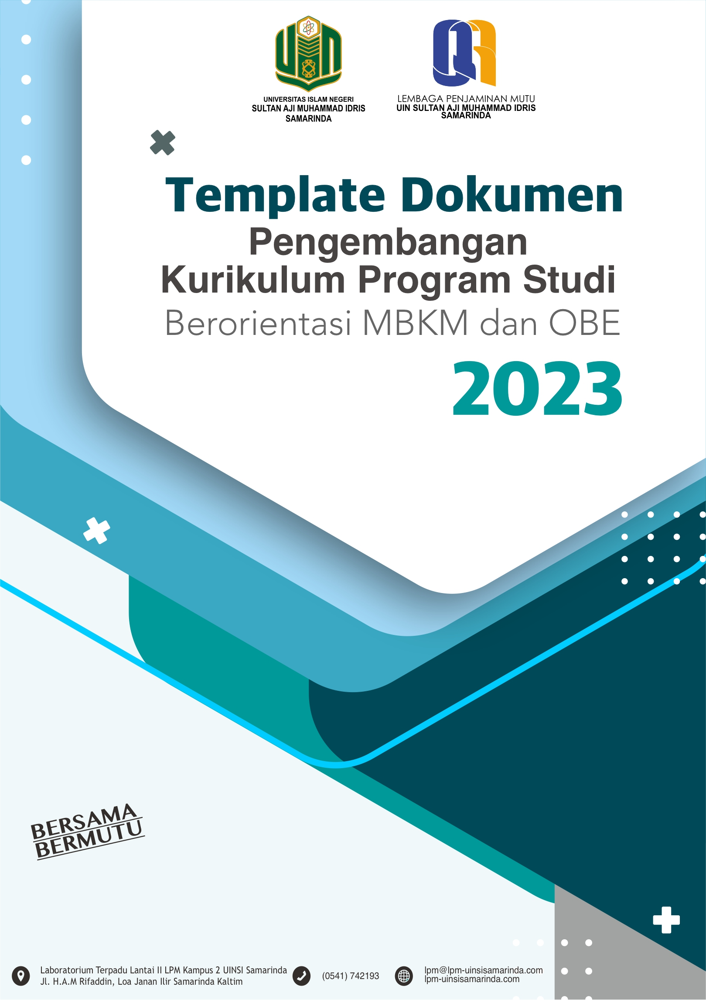 UNIVERSITAS ISLAM NEGERI
SULTAN AJI MUHAMMAD IDRIS
SAMARINDA
LEMBAGA PENJAMINAN MUTU
UIN SULTAN AJI MUHAMMAD IDRIS
SAMARINDA
Template Dokumen
Pengembangan
Kurikulum Program Studi
Berorientasi MBKM dan OBE
2023
BERSAMA
BERMUTU
Laboratorium Terpadu Lantai II LPM Kampus 2 UINSI Samarinda
Jl. H.A.M Rifaddin, Loa Janan Ilir Samarinda Kaltim
(0541) 742193
lpm@lpm-uinsisamarinda.com
lpm-uinsisamarinda.com